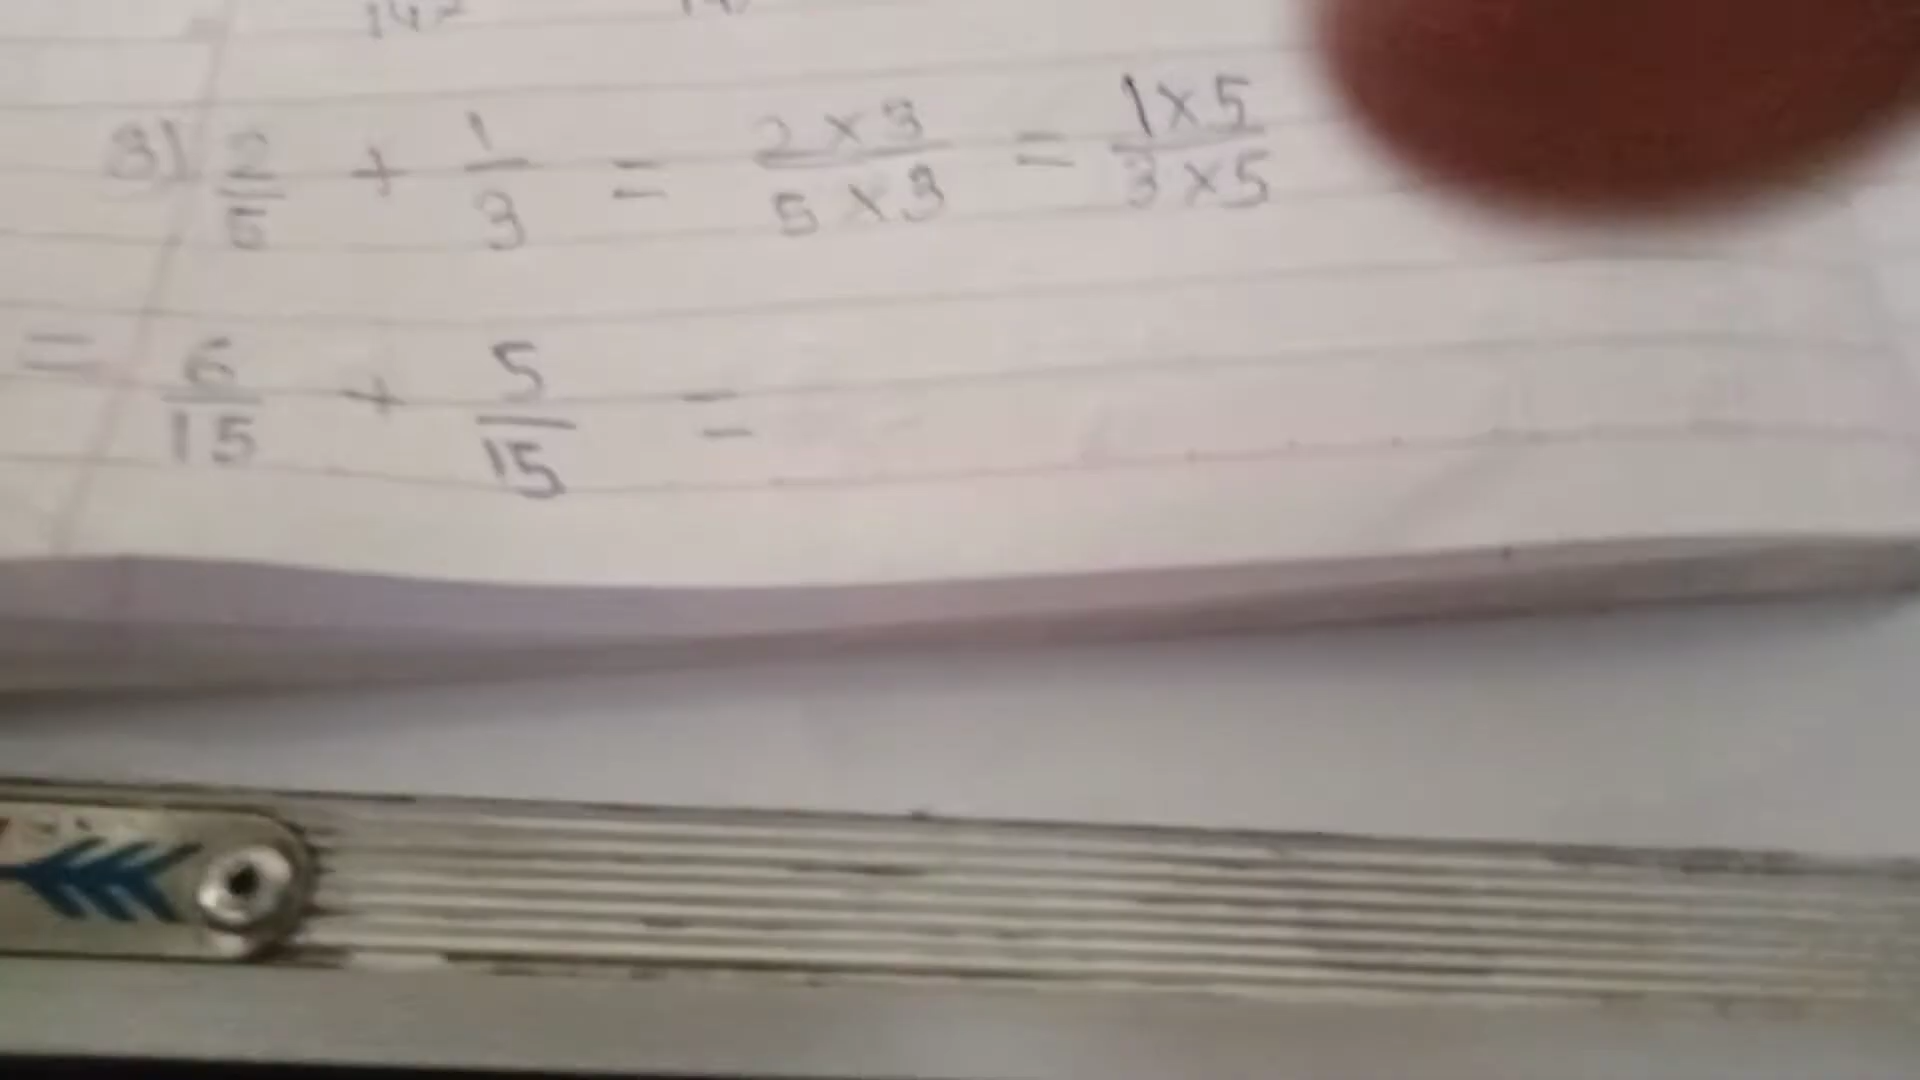 3) 2/5 + 1/3 = 2×3/5×3 = 1×5/3×5
= 6/15 + 5/15 =